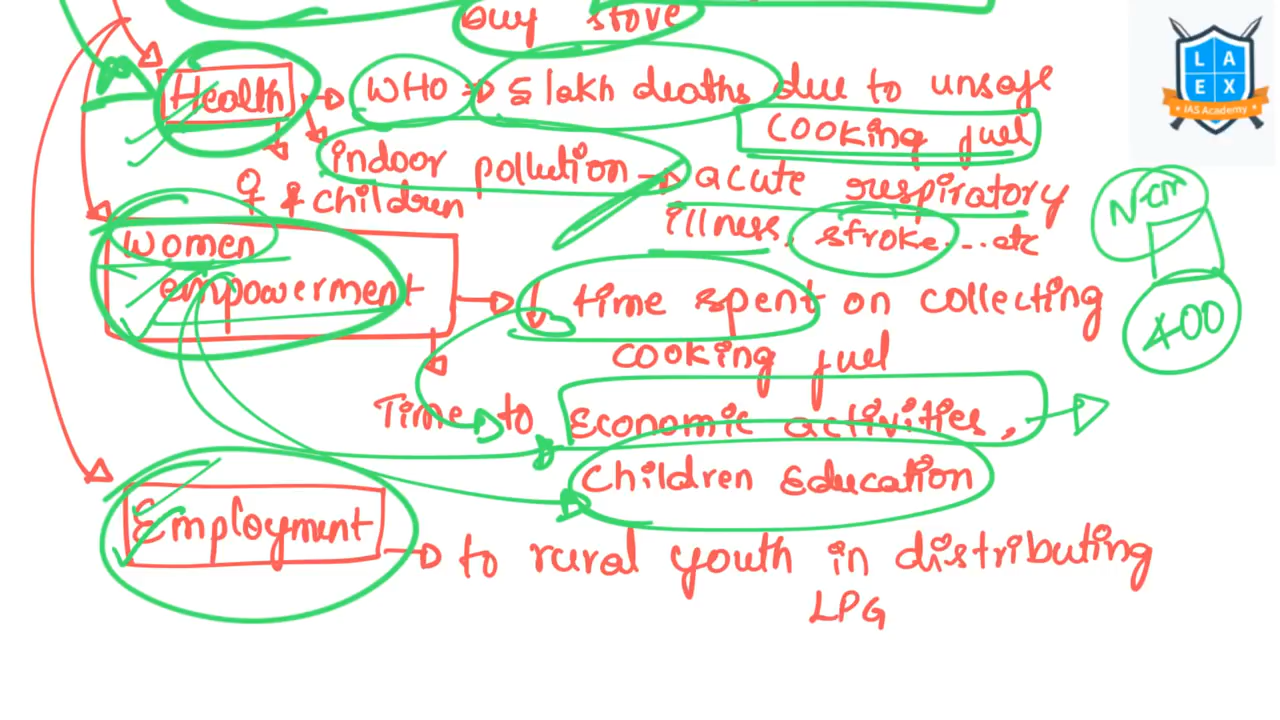 buy stove
Health → WHO → 5 lakh deaths due to unsafe
cooking fuel
indoor pollution → acute respiratory
illness, stroke...etc
♀ & children
women
empowerment → ↓ time spent on collecting
cooking fuel
Time to Economic activities,
Children Education
Employment → to rural youth in distributing
LPG
400
L A
E X
IAS Academy